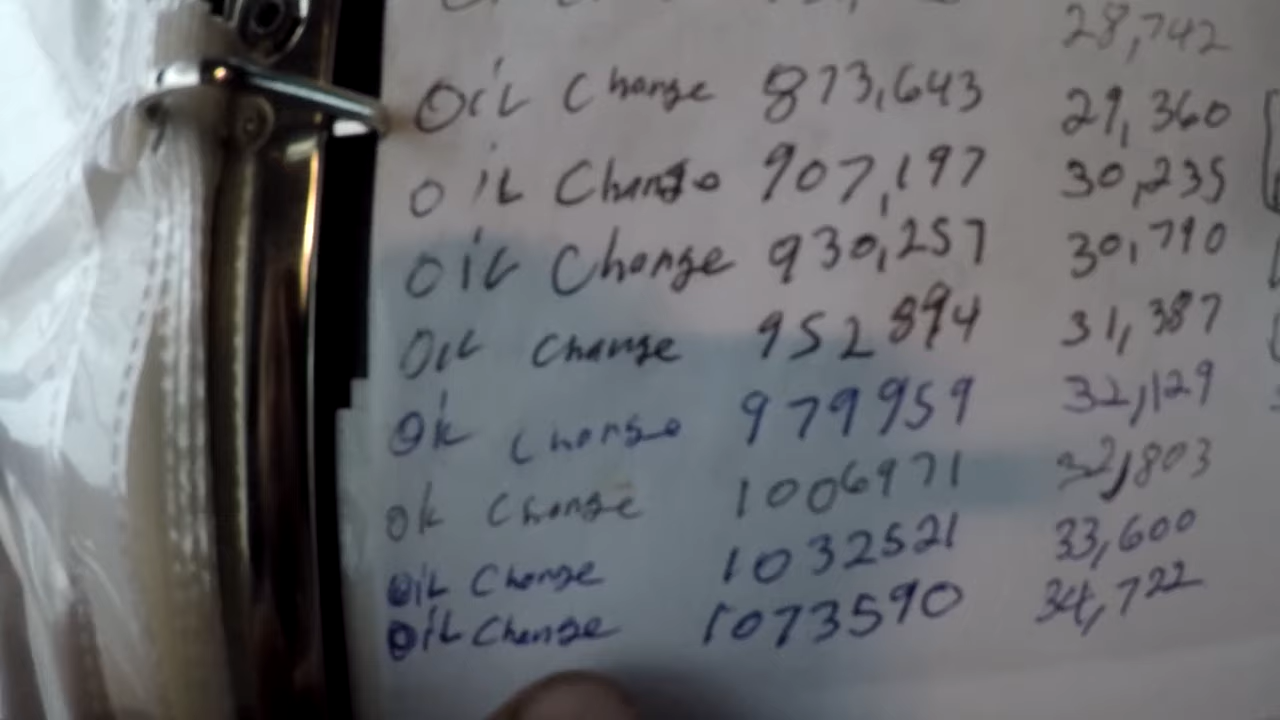 28,742
Oil Change 873,643 29,360
Oil Change 907,197 30,235
Oil Change 930,257 30,790
Oil Change 952 894 31,387
Oil Change 979959 32,129
Oil Change 1006971 32,803
Oil Change 1032521 33,600
Oil Change 1073590 34,722